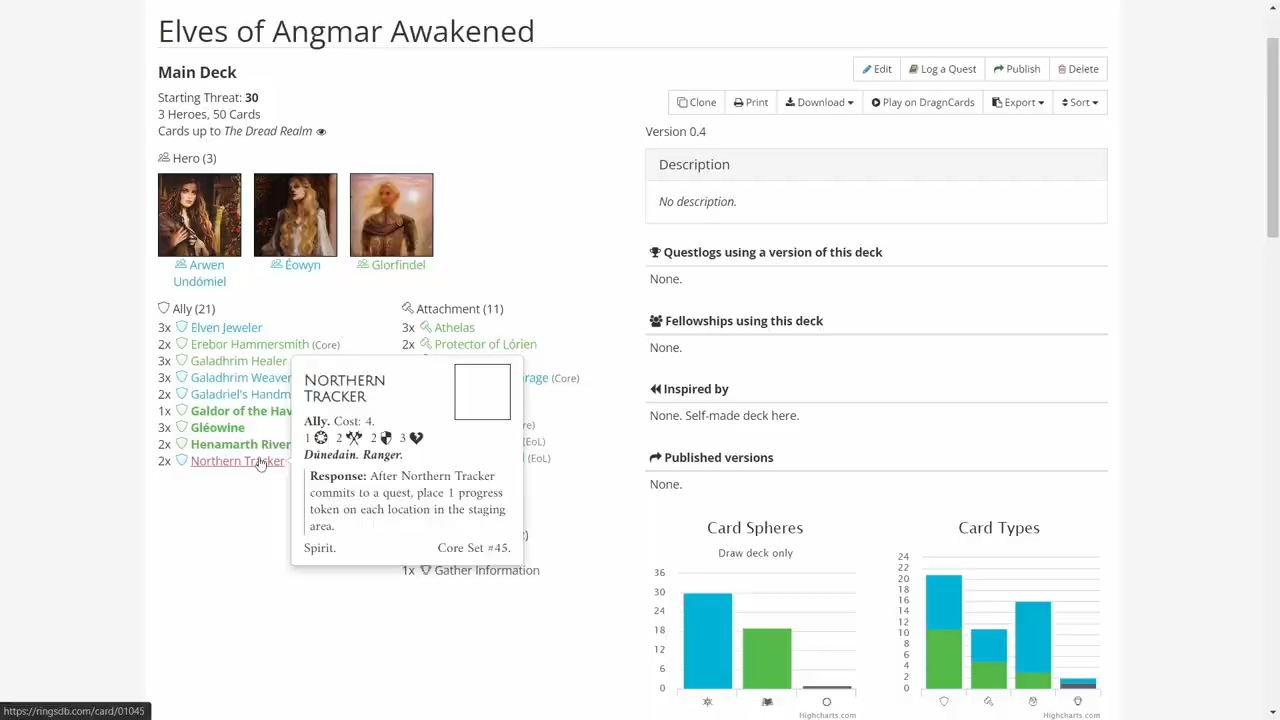 Elves of Angmar Awakened
Main Deck
Starting Threat: 30
3 Heroes, 50 Cards
Cards up to The Dread Realm
Hero (3)
Arwen
Undómiel
Éowyn
Glorfindel
Ally (21)
3x Elven Jeweler
2x Erebor Hammersmith (Core)
3x Galadhrim Healer
3x Galadhrim Weaver
2x Galadriel's Handm
1x Galdor of the Hav
3x Gléowine
2x Henamarth River
2x Northern Tracker
Attachment (11)
3x Athelas
2x Protector of Lórien
rage (Core)
re)
(EoL)
(EoL)
)
1x Gather Information
NORTHERN
TRACKER
Ally. Cost: 4.
1 2 2 3
Dúnedain. Ranger.
Response: After Northern Tracker
commits to a quest, place 1 progress
token on each location in the staging
area.
Spirit. Core Set #45.
Edit Log a Quest Publish Delete
Clone Print Download Play on DragnCards Export Sort
Version 0.4
Description
No description.
Questlogs using a version of this deck
None.
Fellowships using this deck
None.
Inspired by
None. Self-made deck here.
Published versions
None.
Card Spheres
Draw deck only
36
30
24
18
12
6
0
Highcharts.com
Card Types
24
22
20
18
16
14
12
10
8
6
4
2
0
Highcharts.com
https://ringsdb.com/card/01045